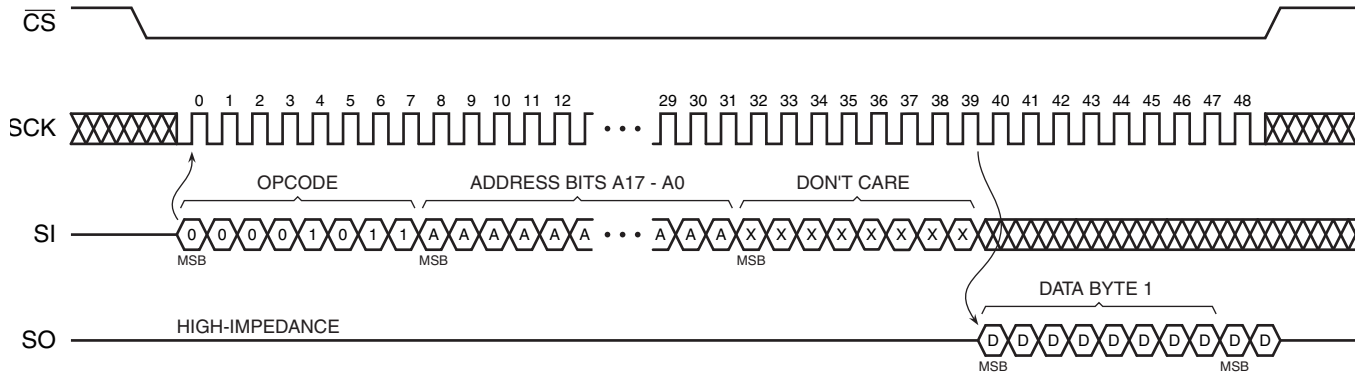 CS
0 1 2 3 4 5 6 7 8 9 10 11 12 29 30 31 32 33 34 35 36 37 38 39 40 41 42 43 44 45 46 47 48
SCK • • •
OPCODE ADDRESS BITS A17 - A0 DON'T CARE
SI 0 0 0 0 1 0 1 1 A A A A A A • • • A A A X X X X X X X X
MSB MSB MSB
DATA BYTE 1
HIGH-IMPEDANCE
SO D D D D D D D D D D
MSB MSB